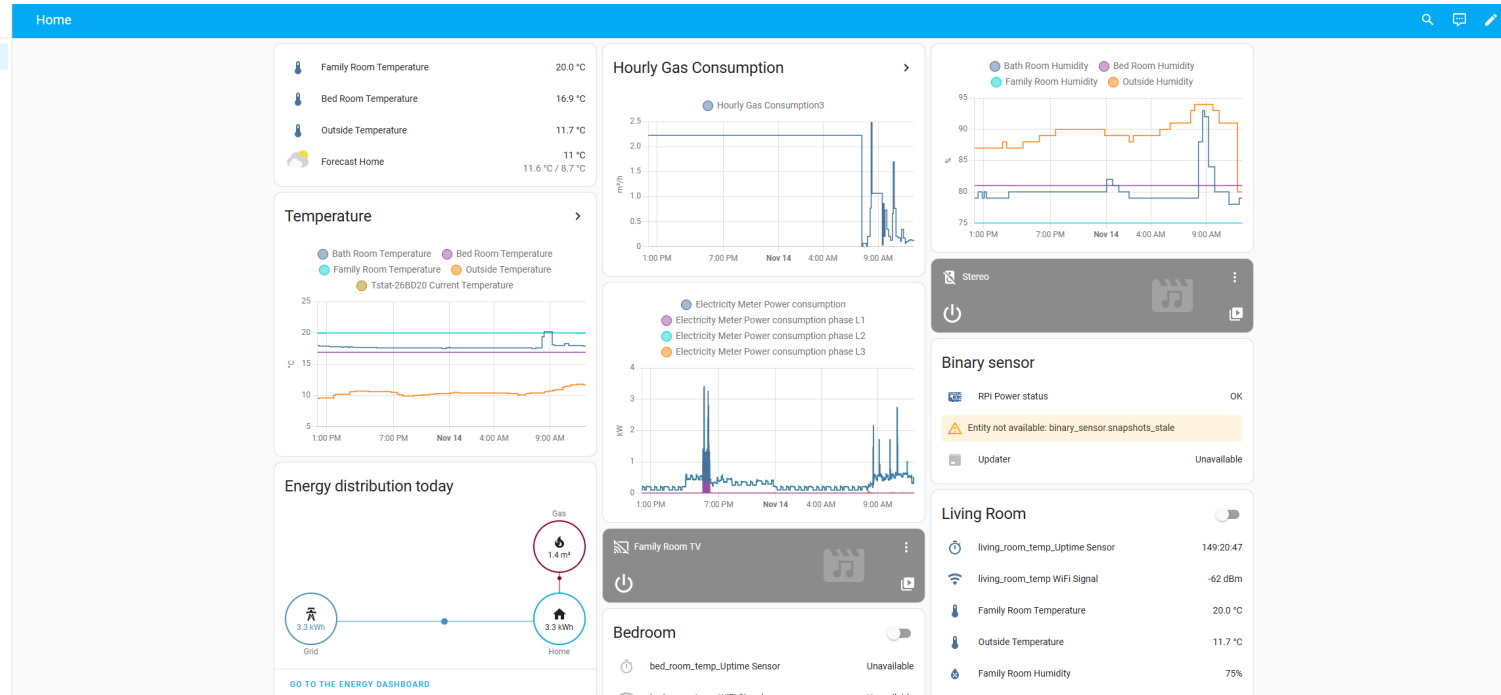 Home
Family Room Temperature 20.0 °C
Bed Room Temperature 16.9 °C
Outside Temperature 11.7 °C
Forecast Home 11 °C
11.6 °C / 8.7 °C
Temperature
Bath Room Temperature Bed Room Temperature
Family Room Temperature Outside Temperature
Tstat-26BD20 Current Temperature
25
20
15
10
5
°C
1:00 PM 7:00 PM Nov 14 4:00 AM 9:00 AM
Energy distribution today
Gas
1.4 m³
3.3 kWh 3.3 kWh
Grid Home
GO TO THE ENERGY DASHBOARD
Hourly Gas Consumption
Hourly Gas Consumption3
2.5
2.0
1.5
1.0
0.5
0
m³/h
1:00 PM 7:00 PM Nov 14 4:00 AM 9:00 AM
Electricity Meter Power consumption
Electricity Meter Power consumption phase L1
Electricity Meter Power consumption phase L2
Electricity Meter Power consumption phase L3
4
3
2
1
0
kW
1:00 PM 7:00 PM Nov 14 4:00 AM 9:00 AM
Family Room TV
Bedroom
bed_room_temp_Uptime Sensor Unavailable
Bath Room Humidity Bed Room Humidity
Family Room Humidity Outside Humidity
95
90
85
80
75
%
1:00 PM 7:00 PM Nov 14 4:00 AM 9:00 AM
Stereo
Binary sensor
RPi Power status OK
Entity not available: binary_sensor.snapshots_stale
Updater Unavailable
Living Room
living_room_temp_Uptime Sensor 149:20:47
living_room_temp WiFi Signal -62 dBm
Family Room Temperature 20.0 °C
Outside Temperature 11.7 °C
Family Room Humidity 75%